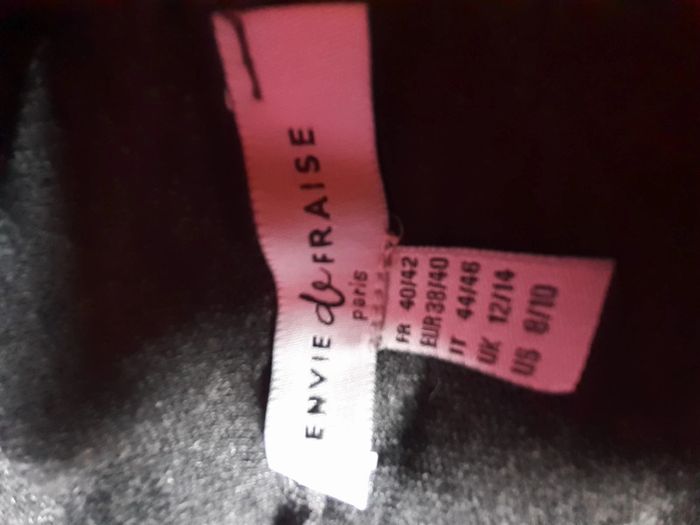 ENVIE de FRAISE
paris
FR 40/42
EUR 38/40
IT 44/46
UK 12/14
US 8/10